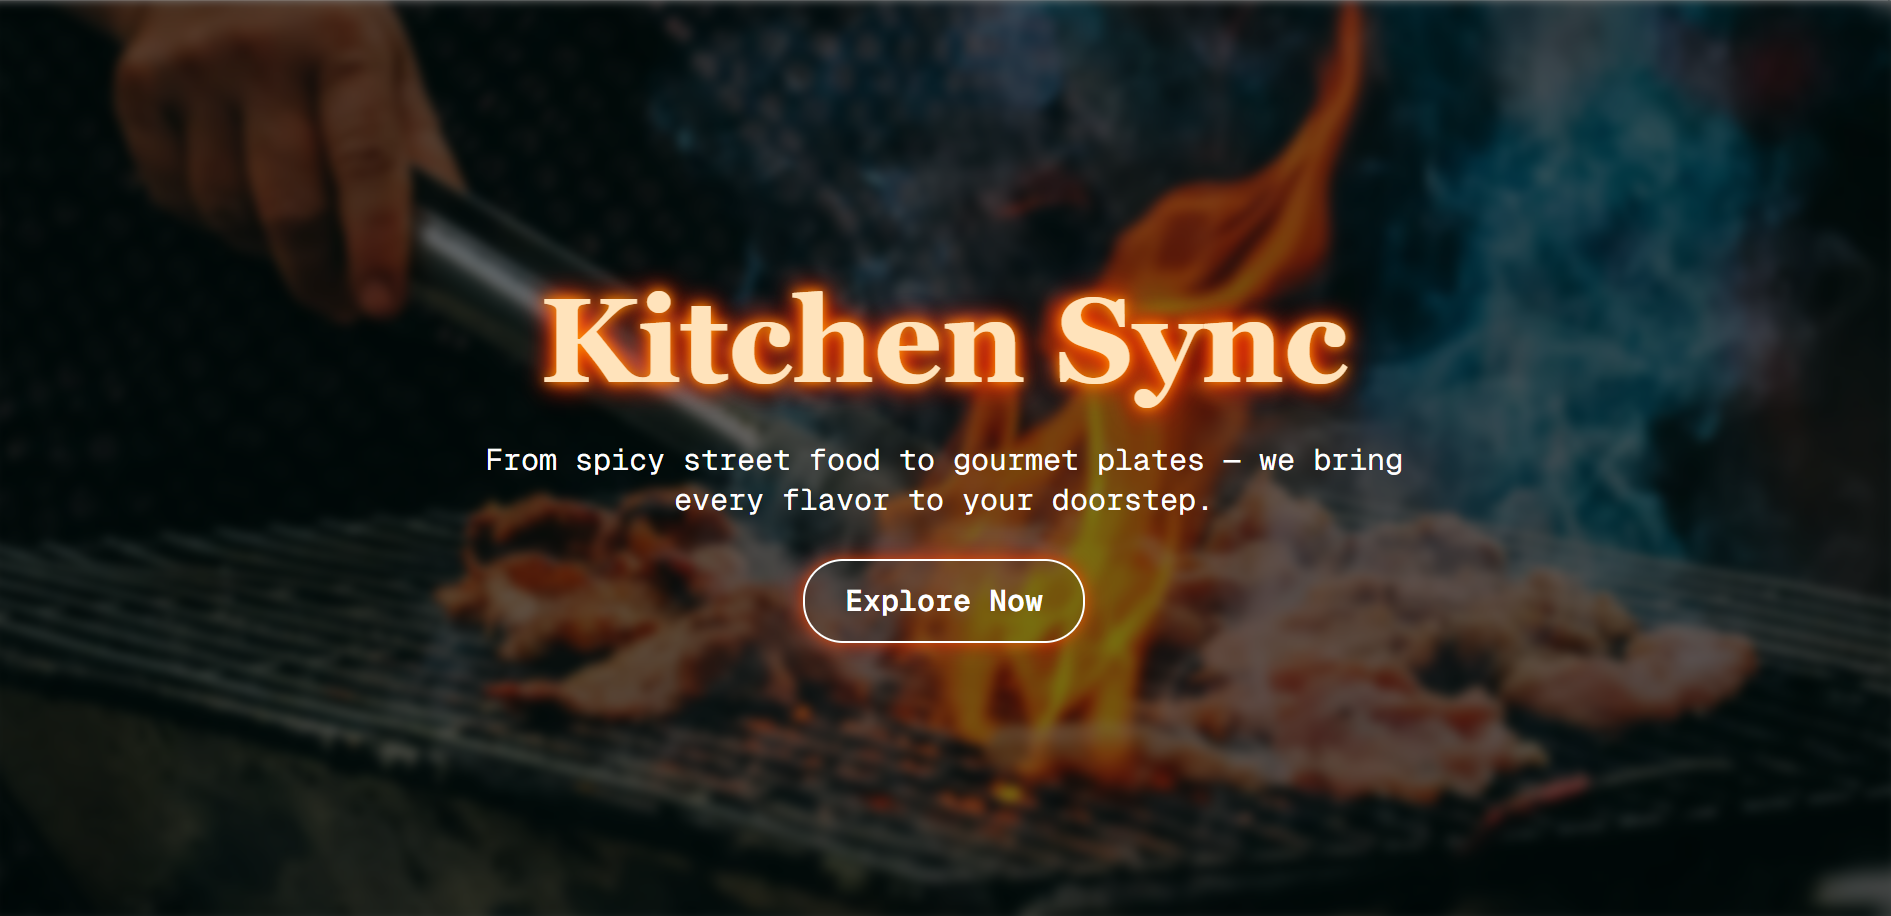 Kitchen Sync
From spicy street food to gourmet plates — we bring
every flavor to your doorstep.
Explore Now